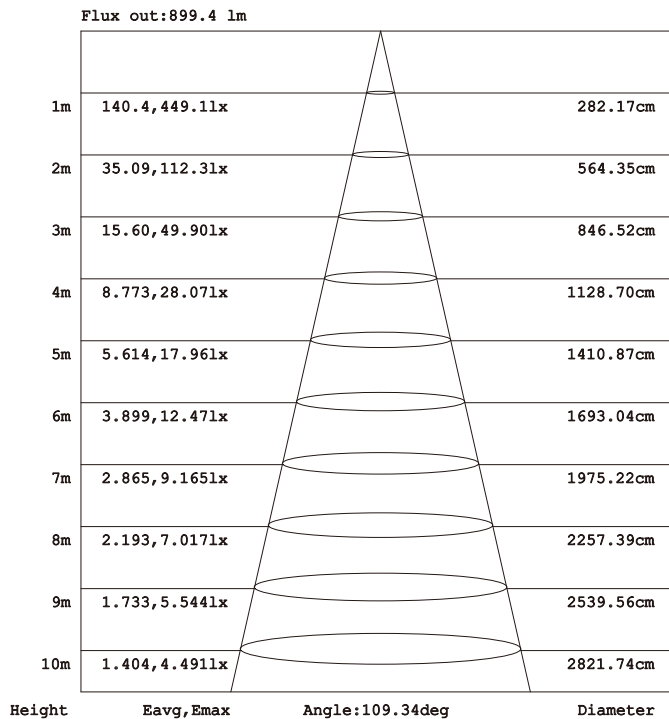 Flux out:899.4 lm
1m 140.4,449.1lx 282.17cm
2m 35.09,112.3lx 564.35cm
3m 15.60,49.90lx 846.52cm
4m 8.773,28.07lx 1128.70cm
5m 5.614,17.96lx 1410.87cm
6m 3.899,12.47lx 1693.04cm
7m 2.865,9.165lx 1975.22cm
8m 2.193,7.017lx 2257.39cm
9m 1.733,5.544lx 2539.56cm
10m 1.404,4.491lx 2821.74cm
Height Eavg,Emax Angle:109.34deg Diameter